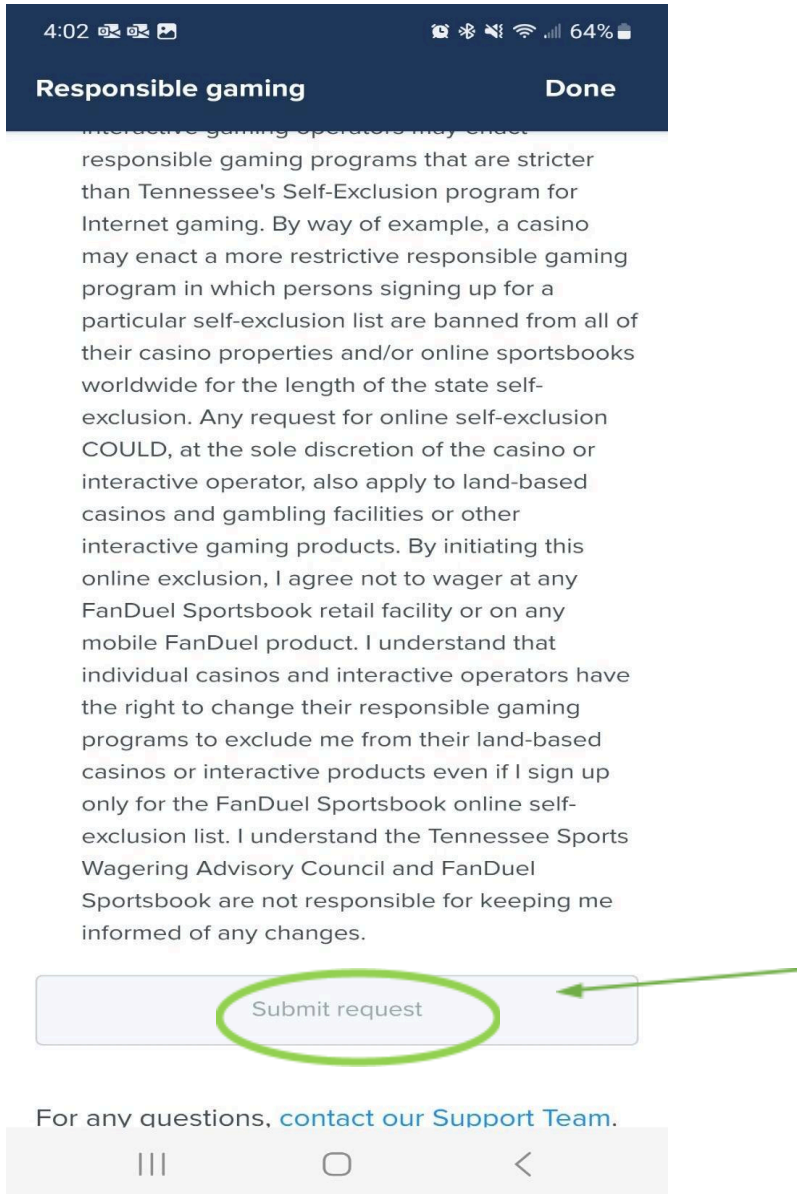 4:02 64%
Responsible gaming Done
interactive gaming operators may enact
responsible gaming programs that are stricter
than Tennessee's Self-Exclusion program for
Internet gaming. By way of example, a casino
may enact a more restrictive responsible gaming
program in which persons signing up for a
particular self-exclusion list are banned from all of
their casino properties and/or online sportsbooks
worldwide for the length of the state self-
exclusion. Any request for online self-exclusion
COULD, at the sole discretion of the casino or
interactive operator, also apply to land-based
casinos and gambling facilities or other
interactive gaming products. By initiating this
online exclusion, I agree not to wager at any
FanDuel Sportsbook retail facility or on any
mobile FanDuel product. I understand that
individual casinos and interactive operators have
the right to change their responsible gaming
programs to exclude me from their land-based
casinos or interactive products even if I sign up
only for the FanDuel Sportsbook online self-
exclusion list. I understand the Tennessee Sports
Wagering Advisory Council and FanDuel
Sportsbook are not responsible for keeping me
informed of any changes.
Submit request
For any questions, contact our Support Team.